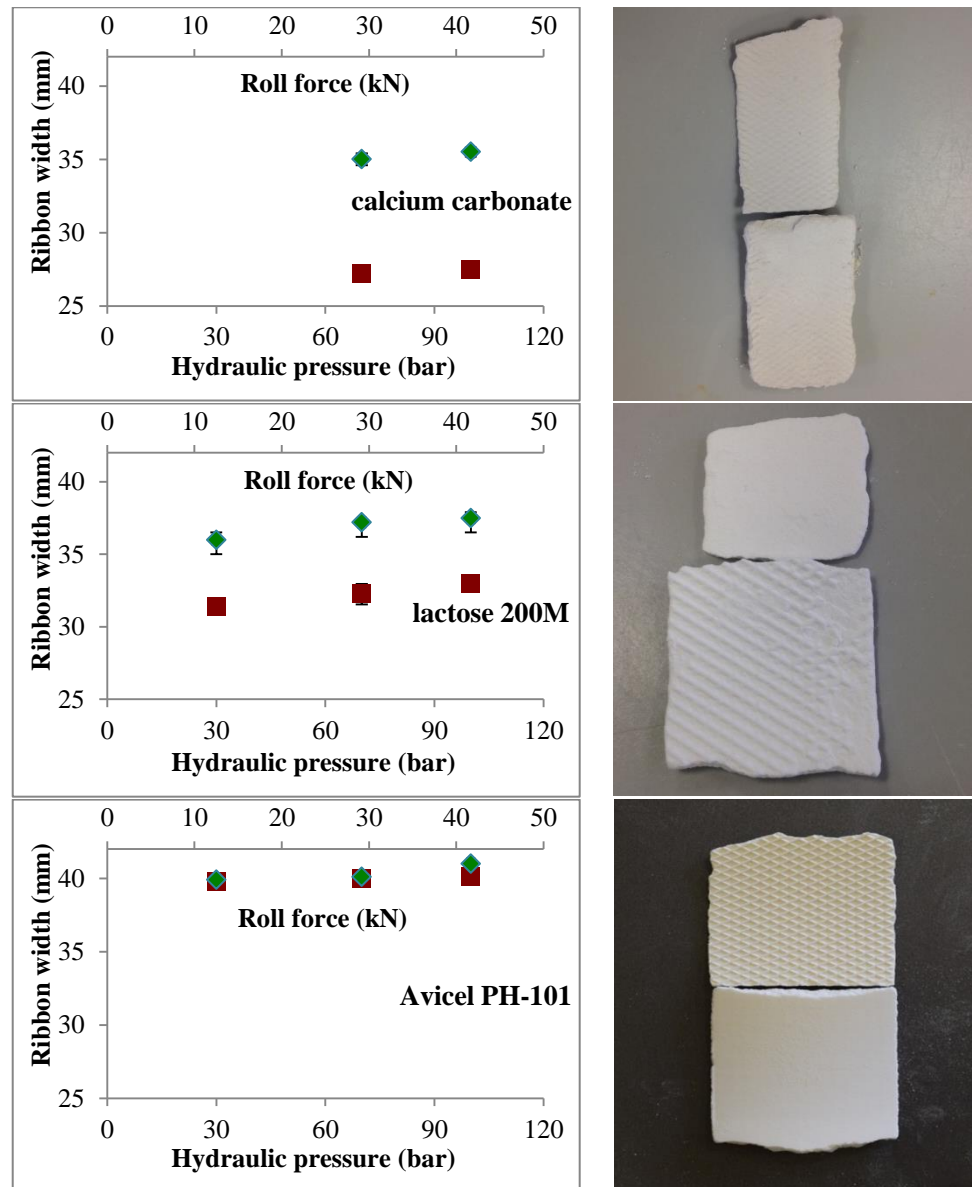 0 10 20 30 40 50
Roll force (kN)
Ribbon width (mm)
40
35
30
25
calcium carbonate
0 30 60 90 120
Hydraulic pressure (bar)
0 10 20 30 40 50
Roll force (kN)
Ribbon width (mm)
40
35
30
25
lactose 200M
0 30 60 90 120
Hydraulic pressure (bar)
0 10 20 30 40 50
Ribbon width (mm)
40
35
30
25
Roll force (kN)
Avicel PH-101
0 30 60 90 120
Hydraulic pressure (bar)